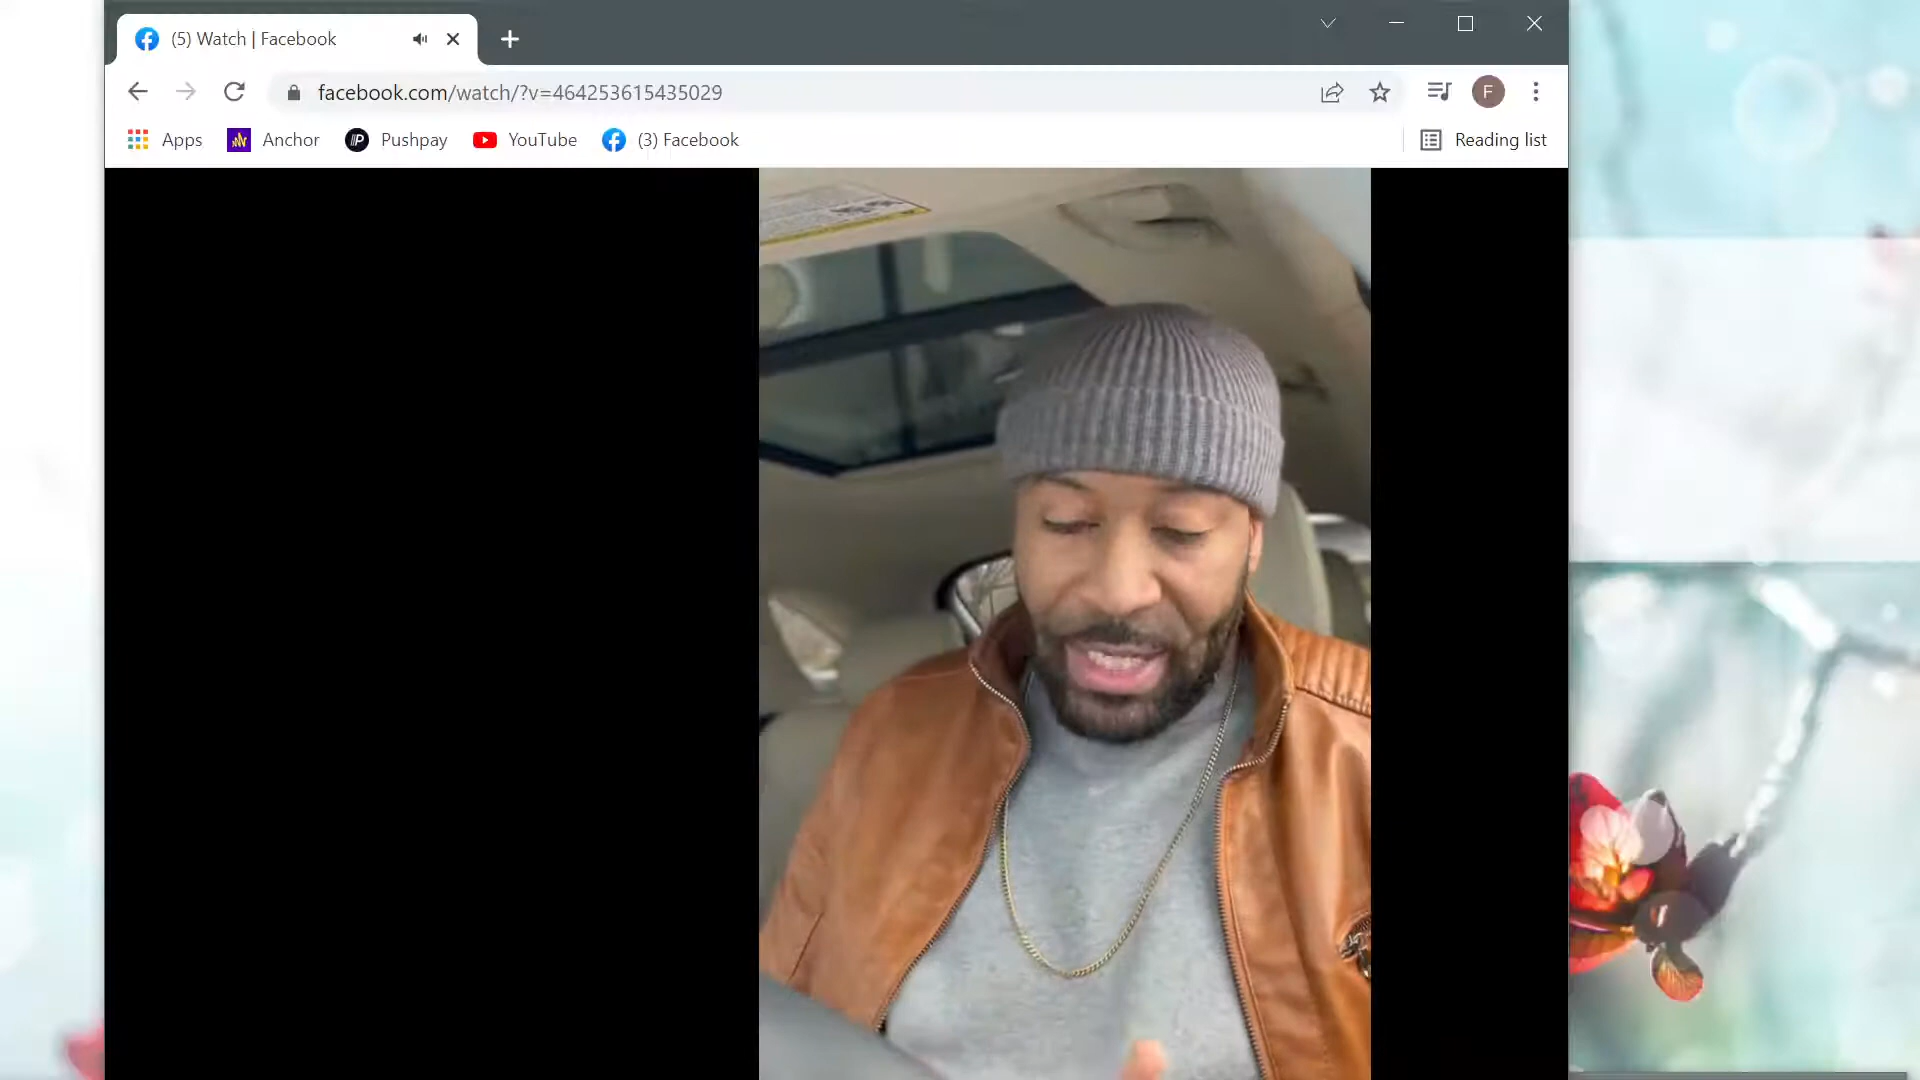 (5) Watch | Facebook
facebook.com/watch/?v=464253615435029
F
Apps
Anchor
Pushpay
YouTube
(3) Facebook
Reading list